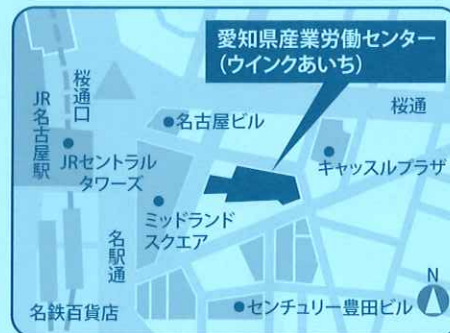 愛知県産業労働センター
(ウインクあいち)
桜通口
JR名古屋駅
桜通
名古屋ビル
JRセントラル
タワーズ
キャッスルプラザ
ミッドランド
スクエア
名駅通
N
名鉄百貨店
センチュリー豊田ビル